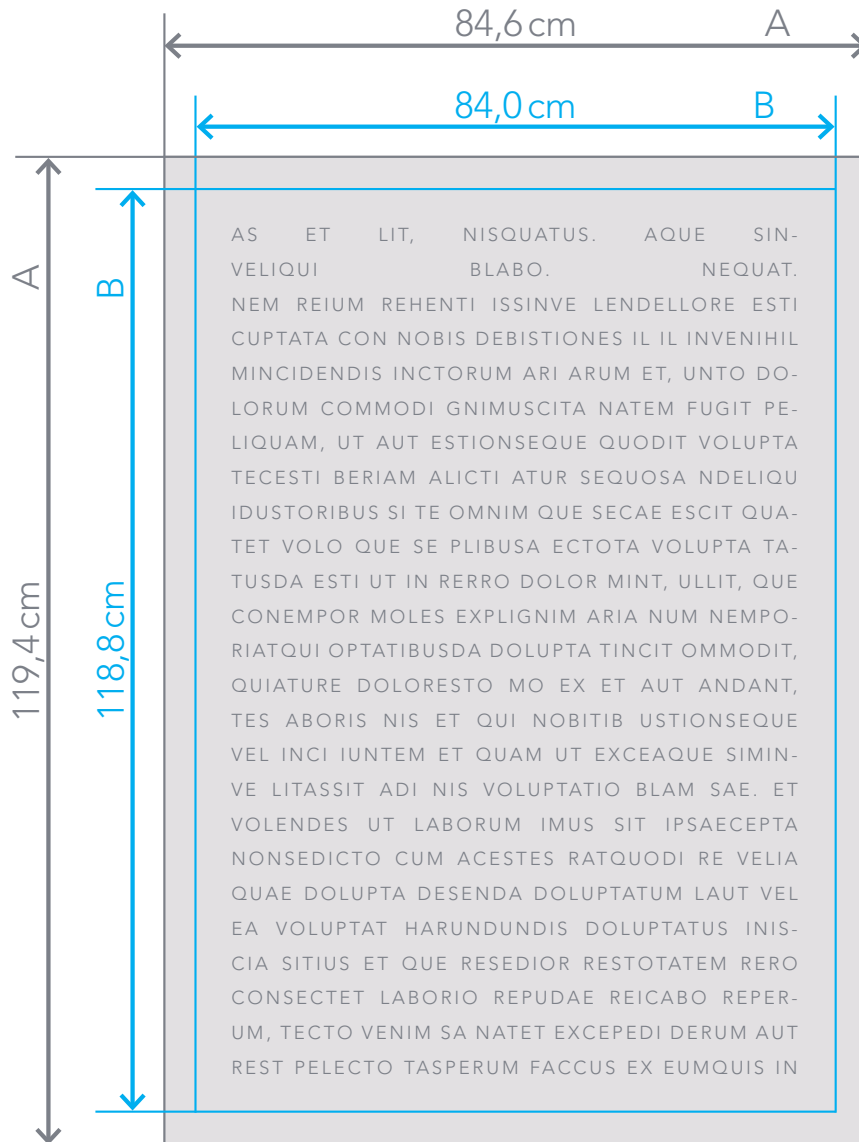 84,6 cm A
84,0 cm B
A
B
119,4 cm
118,8 cm
AS ET LIT, NISQUATUS. AQUE SIN-
VELIQUI BLABO. NEQUAT.
NEM REIUM REHENTI ISSINVE LENDELLORE ESTI
CUPTATA CON NOBIS DEBISTIONES IL IL INVENIHIL
MINCIDENDIS INCTORUM ARI ARUM ET, UNTO DO-
LORUM COMMODI GNIMUSCITA NATEM FUGIT PE-
LIQUAM, UT AUT ESTIONSEQUE QUODIT VOLUPTA
TECESTI BERIAM ALICTI ATUR SEQUOSA NDELIQU
IDUSTORIBUS SI TE OMNIM QUE SECAE ESCIT QUA-
TET VOLO QUE SE PLIBUSA ECTOTA VOLUPTA TA-
TUSDA ESTI UT IN RERRO DOLOR MINT, ULLIT, QUE
CONEMPOR MOLES EXPLIGNIM ARIA NUM NEMPO-
RIATQUI OPTATIBUSDA DOLUPTA TINCIT OMMODIT,
QUIATURE DOLORESTO MO EX ET AUT ANDANT,
TES ABORIS NIS ET QUI NOBITIB USTIONSEQUE
VEL INCI IUNTEM ET QUAM UT EXCEAQUE SIMIN-
VE LITASSIT ADI NIS VOLUPTATIO BLAM SAE. ET
VOLENDES UT LABORUM IMUS SIT IPSAECEPTA
NONSEDICTO CUM ACESTES RATQUODI RE VELIA
QUAE DOLUPTA DESENDA DOLUPTATUM LAUT VEL
EA VOLUPTAT HARUNDUNDIS DOLUPTATUS INIS-
CIA SITIUS ET QUE RESEDIOR RESTOTATEM RERO
CONSECTET LABORIO REPUDAE REICABO REPER-
UM, TECTO VENIM SA NATET EXCEPEDI DERUM AUT
REST PELECTO TASPERUM FACCUS EX EUMQUIS IN